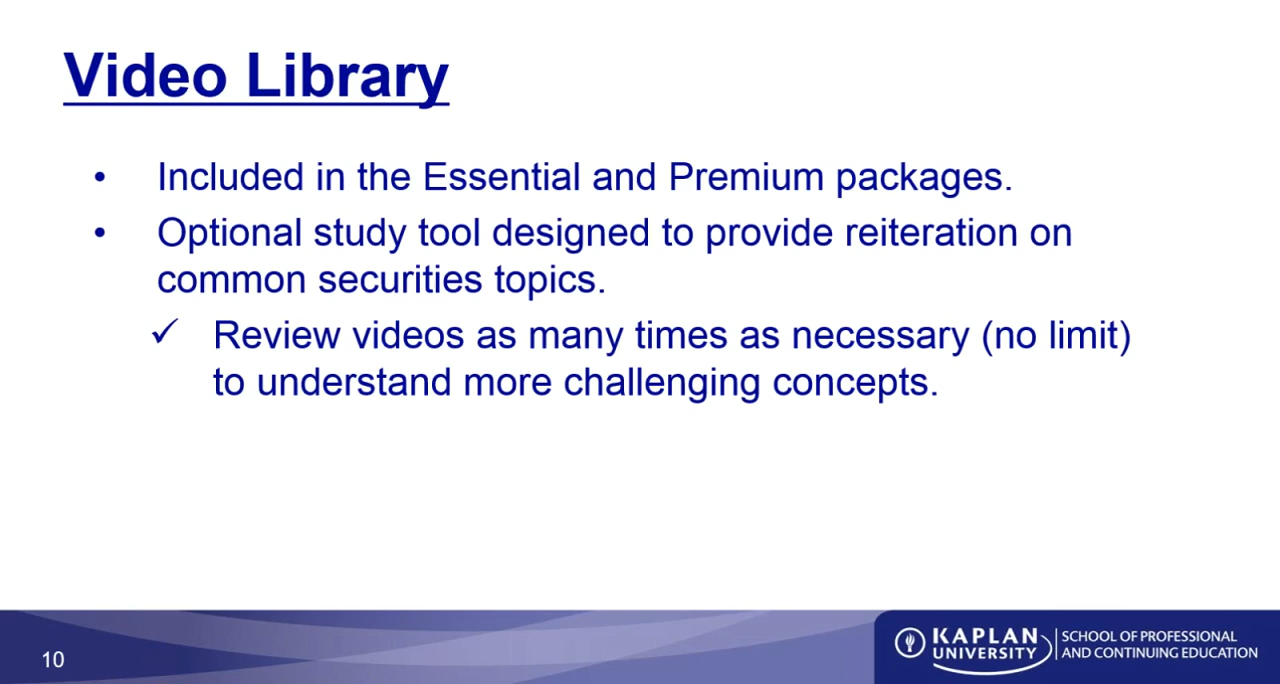 Video Library
• Included in the Essential and Premium packages.
• Optional study tool designed to provide reiteration on
common securities topics.
✓ Review videos as many times as necessary (no limit)
to understand more challenging concepts.
10
KAPLAN
UNIVERSITY
SCHOOL OF PROFESSIONAL
AND CONTINUING EDUCATION